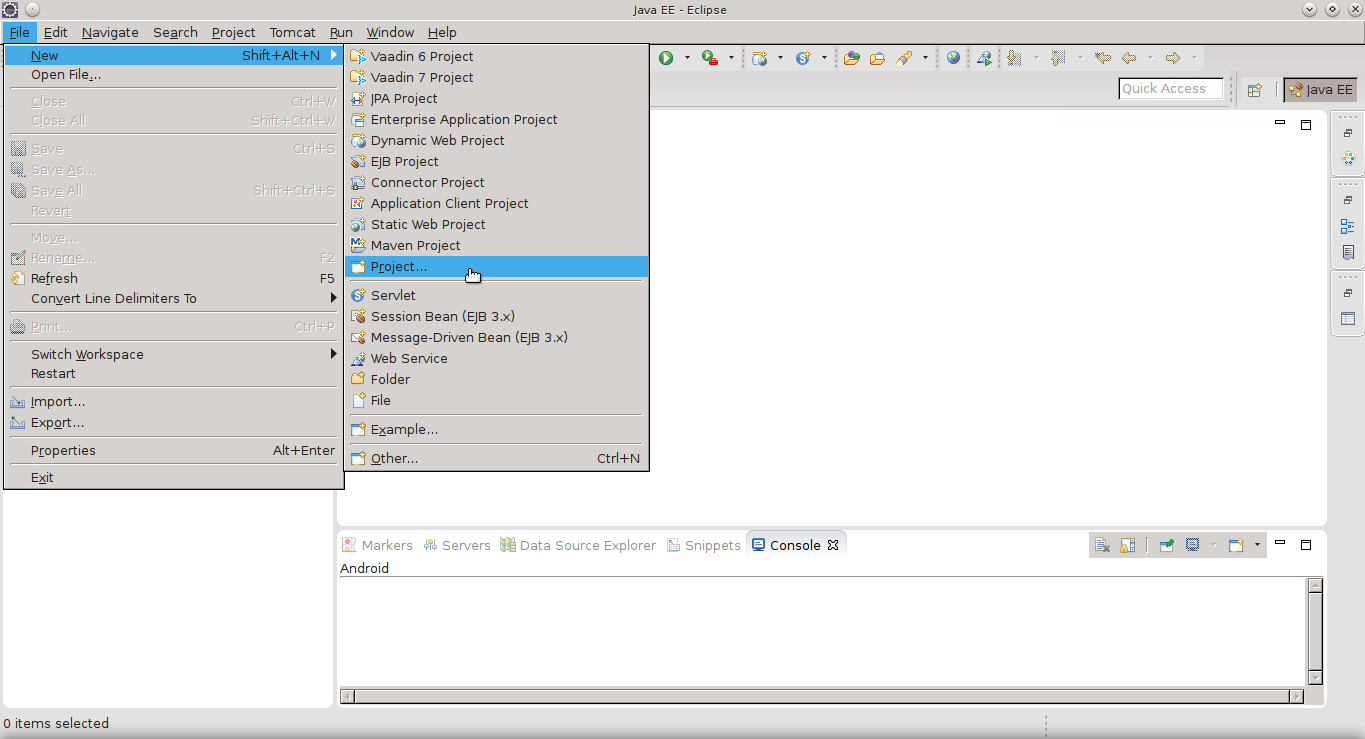 Java EE - Eclipse
File Edit Navigate Search Project Tomcat Run Window Help
New Shift+Alt+N
Open File...
Close Ctrl+W
Close All Shift+Ctrl+W
Save Ctrl+S
Save As...
Save All Shift+Ctrl+S
Revert
Move...
Rename... F2
Refresh F5
Convert Line Delimiters To
Print... Ctrl+P
Switch Workspace
Restart
Import...
Export...
Properties Alt+Enter
Exit
Vaadin 6 Project
Vaadin 7 Project
JPA Project
Enterprise Application Project
Dynamic Web Project
EJB Project
Connector Project
Application Client Project
Static Web Project
Maven Project
Project...
Servlet
Session Bean (EJB 3.x)
Message-Driven Bean (EJB 3.x)
Web Service
Folder
File
Example...
Other... Ctrl+N
Quick Access
Java EE
Markers Servers Data Source Explorer Snippets Console
Android
0 items selected